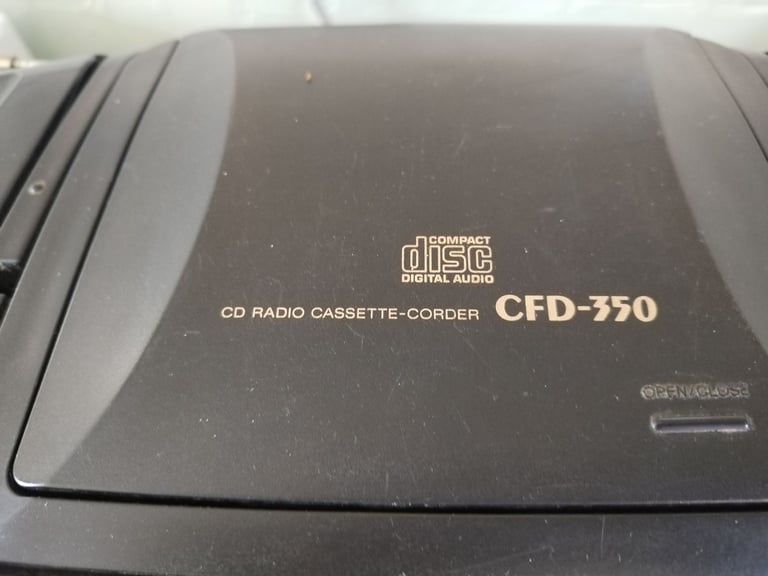 COMPACT
disc
DIGITAL AUDIO
CD RADIO CASSETTE-CORDER CFD-350
OPEN/CLOSE